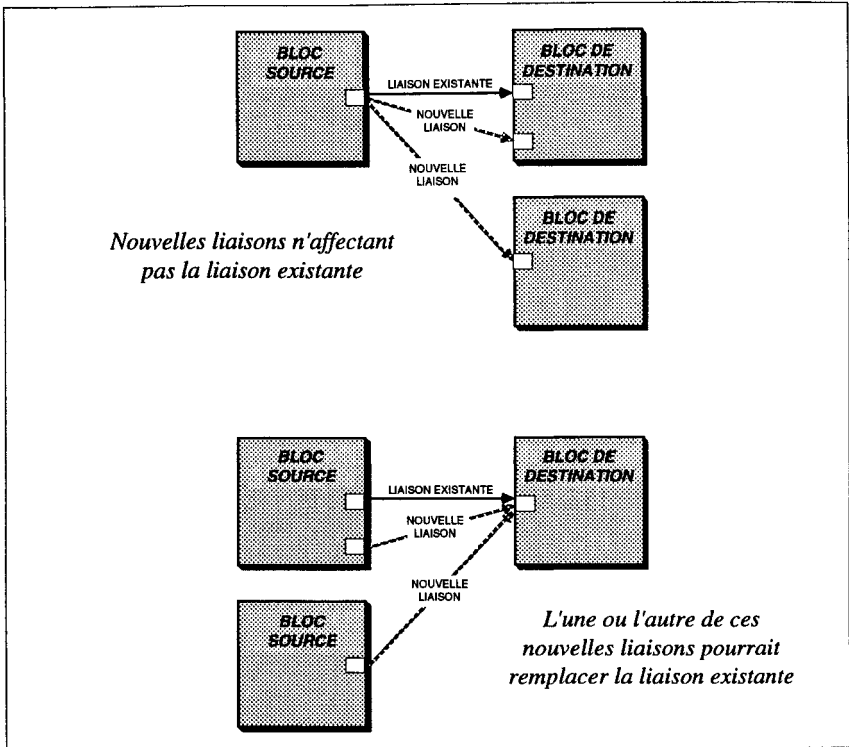 BLOC
SOURCE
BLOC DE
DESTINATION
LIAISON EXISTANTE
NOUVELLE
LIAISON
NOUVELLE
LIAISON
BLOC DE
DESTINATION
Nouvelles liaisons n'affectant
pas la liaison existante
BLOC
SOURCE
BLOC DE
DESTINATION
LIAISON EXISTANTE
NOUVELLE
LIAISON
NOUVELLE
LIAISON
BLOC
SOURCE
L'une ou l'autre de ces
nouvelles liaisons pourrait
remplacer la liaison existante